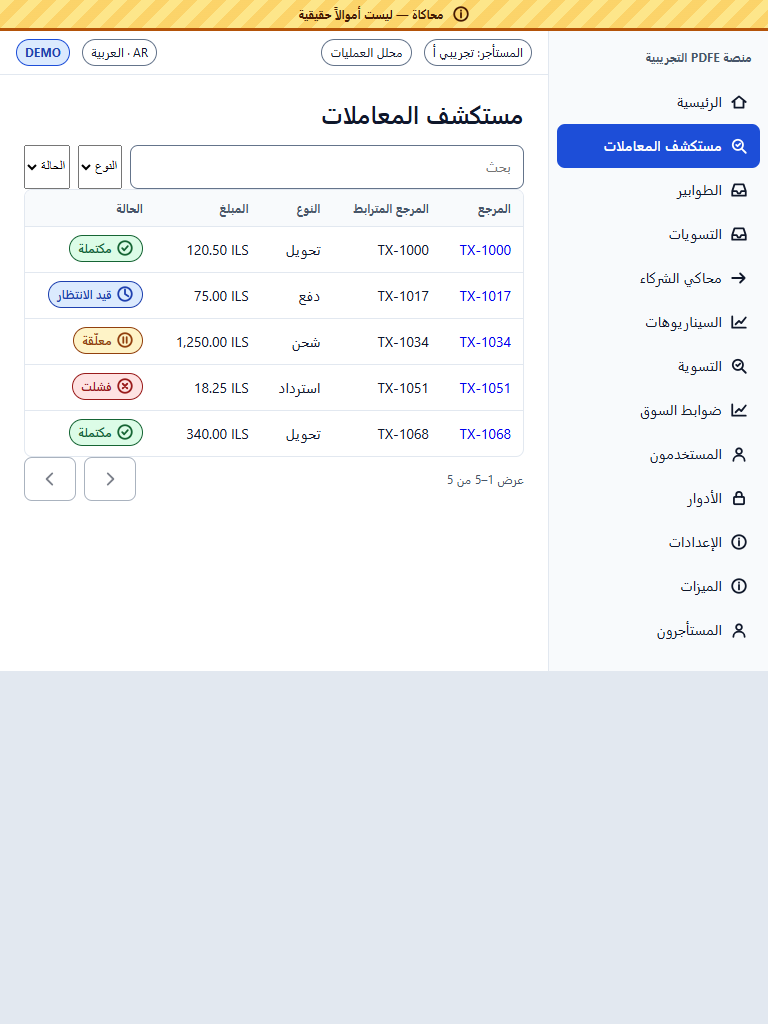 محاكاة — ليست أموالاً حقيقية
منصة PDFE التجريبية
الرئيسية
مستكشف المعاملات
الطوابير
التسويات
محاكي الشركاء
السيناريوهات
التسوية
ضوابط السوق
المستخدمون
الأدوار
الإعدادات
الميزات
المستأجرون
المستأجر: تجريبي أ
محلل العمليات
العربية · AR
DEMO
مستكشف المعاملات
بحث
النوع
الحالة
المرجع المرجع المترابط النوع المبلغ الحالة
TX-1000 TX-1000 تحويل 120.50 ILS مكتملة
TX-1017 TX-1017 دفع 75.00 ILS قيد الانتظار
TX-1034 TX-1034 شحن 1,250.00 ILS معلّقة
TX-1051 TX-1051 استرداد 18.25 ILS فشلت
TX-1068 TX-1068 تحويل 340.00 ILS مكتملة
عرض 1–5 من 5